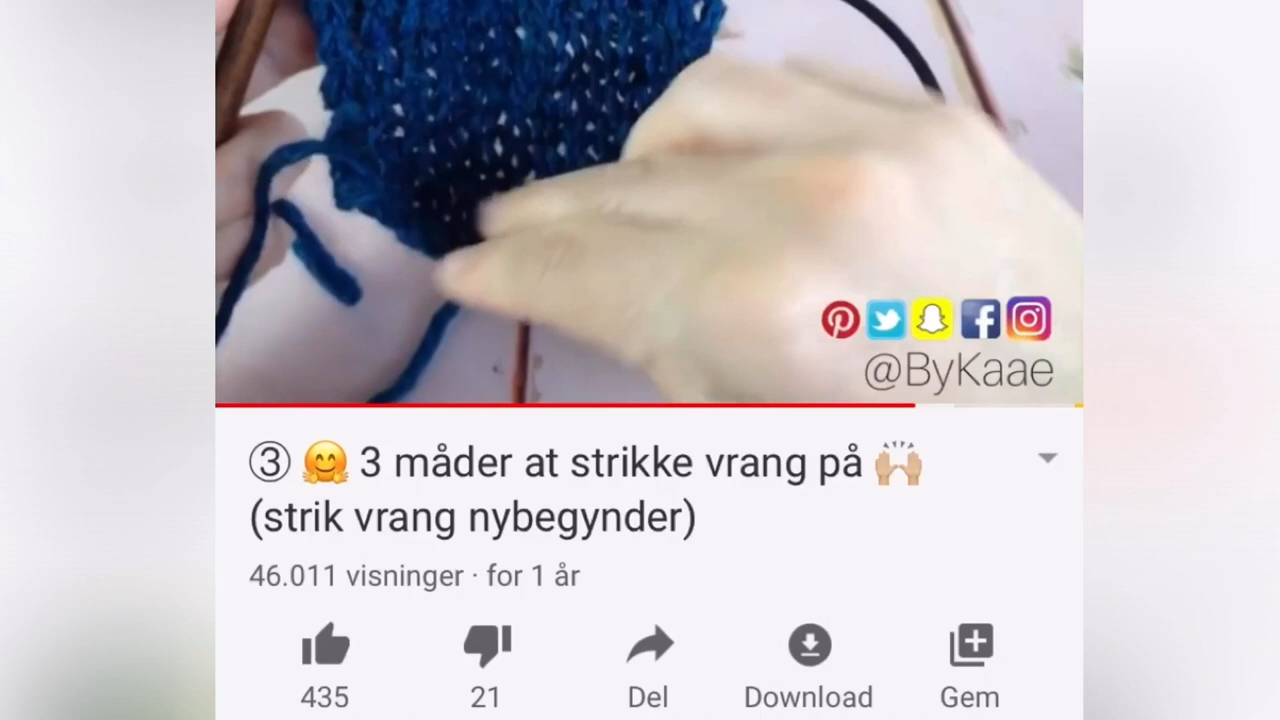 @ByKaae
③ 🤗 3 måder at strikke vrang på 🙌🏼
(strik vrang nybegynder)
46.011 visninger · for 1 år
435 21 Del Download Gem